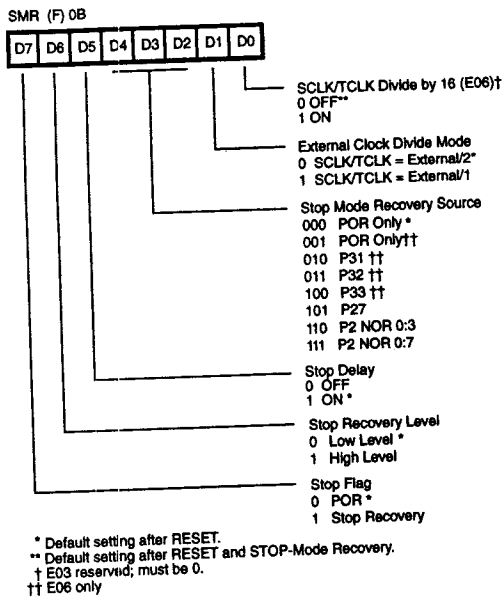 SMR (F) 0B
D7 D6 D5 D4 D3 D2 D1 D0
SCLK/TCLK Divide by 16 (E06)†
0 OFF**
1 ON
External Clock Divide Mode
0 SCLK/TCLK = External/2*
1 SCLK/TCLK = External/1
Stop Mode Recovery Source
000 POR Only *
001 POR Only††
010 P31 ††
011 P32 ††
100 P33 ††
101 P27
110 P2 NOR 0:3
111 P2 NOR 0:7
Stop Delay
0 OFF
1 ON *
Stop Recovery Level
0 Low Level *
1 High Level
Stop Flag
0 POR *
1 Stop Recovery
* Default setting after RESET.
** Default setting after RESET and STOP-Mode Recovery.
† E03 reserved; must be 0.
†† E06 only